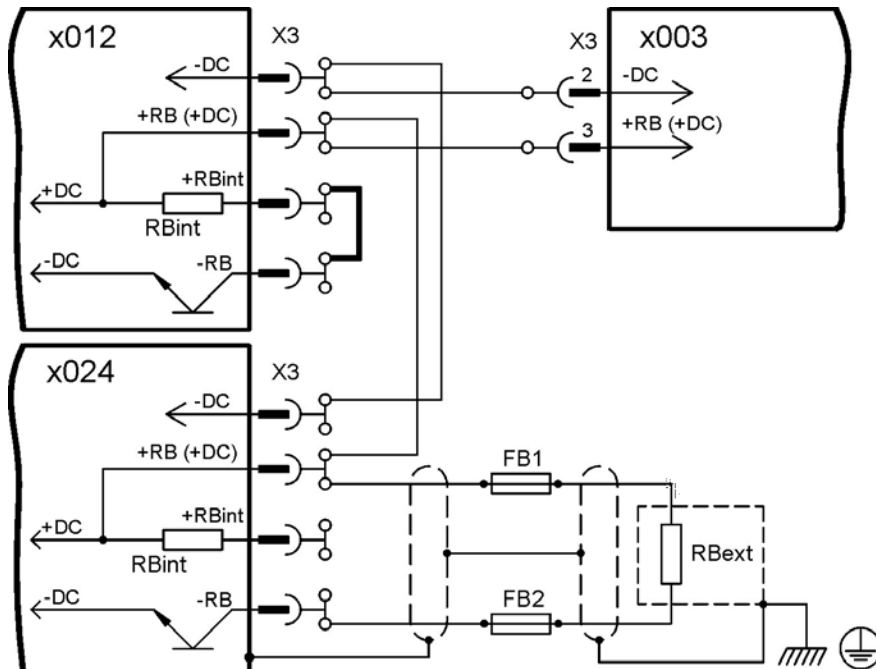 x012
X3
-DC
+RB (+DC)
+DC
+RBint
RBint
-DC
-RB
X3
x003
2
-DC
3
+RB (+DC)
x024
X3
-DC
+RB (+DC)
+DC
+RBint
RBint
-DC
-RB
FB1
RBext
FB2